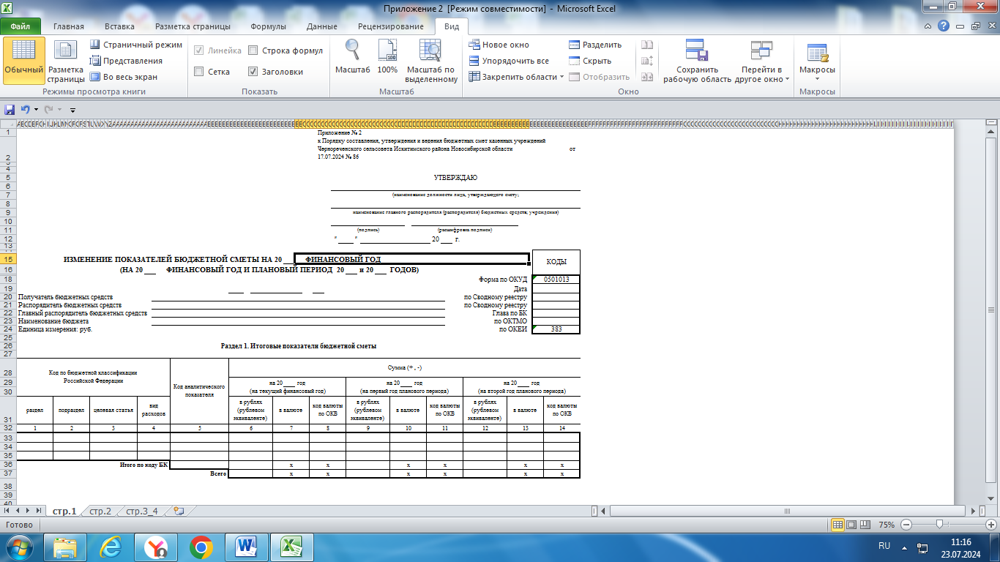 Приложение 2 [Режим совместимости] - Microsoft Excel
Файл Главная Вставка Разметка страницы Формулы Данные Рецензирование Вид
Обычный
Разметка страницы
Страничный режим
Представления
Во весь экран
Режимы просмотра книги
Линейка
Строка формул
Сетка
Заголовки
Показать
Масштаб
100%
Масштаб по выделенному
Масштаб
Новое окно
Упорядочить все
Закрепить области
Разделить
Скрыть
Отобразить
Сохранить рабочую область
Перейти в другое окно
Окно
Макросы
Макросы
Приложение № 2
к Порядку составления, утверждения и ведения бюджетных смет казенных учреждений
Чернореченского сельсовета Искитимского района Новосибирской области от
17.07.2024 № 86
УТВЕРЖДАЮ
(наименование должности лица, утверждающего смету;
наименование главного распорядителя (распорядителя) бюджетных средств; учреждения)
(подпись) (расшифровка подписи)
" ____ " ____ 20 ___ г.
ИЗМЕНЕНИЕ ПОКАЗАТЕЛЕЙ БЮДЖЕТНОЙ СМЕТЫ НА 20 ___ ФИНАНСОВЫЙ ГОД
(НА 20 ___ ФИНАНСОВЫЙ ГОД И ПЛАНОВЫЙ ПЕРИОД 20 ___ и 20 ___ ГОДОВ)
КОДЫ
Форма по ОКУД 0501013
Дата
Получатель бюджетных средств по Сводному реестру
Распорядитель бюджетных средств по Сводному реестру
Главный распорядитель бюджетных средств Глава по БК
Наименование бюджета по ОКТМО
Единица измерения: руб. по ОКЕИ 383
Раздел 1. Итоговые показатели бюджетной сметы
Код по бюджетной классификации
Российской Федерации
Код аналитического показателя
Сумма (+ , -)
на 20 ___ год
(на текущий финансовый год)
на 20 ___ год
(на первый год планового периода)
на 20 ___ год
(на второй год планового периода)
раздел подраздел целевая статья вид расходов
в рублях (рублевом эквиваленте) в валюте код валюты по ОКВ
в рублях (рублевом эквиваленте) в валюте код валюты по ОКВ
в рублях (рублевом эквиваленте) в валюте код валюты по ОКВ
1 2 3 4 5 6 7 8 9 10 11 12 13 14
Итого по коду БК х х х х х х
Всего х х х х х х
стр.1 стр.2 стр.3_4
Готово
75%
RU
11:16
23.07.2024